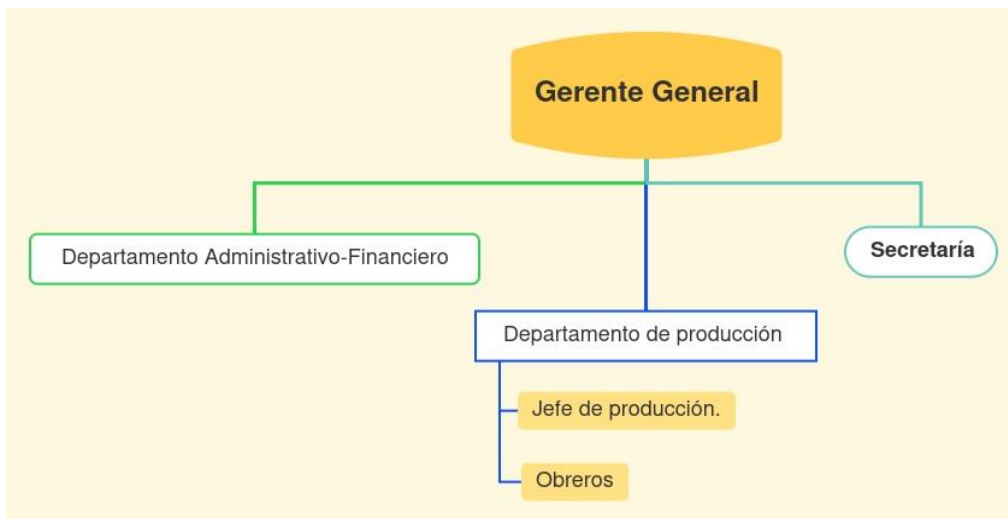 Gerente General
Departamento Administrativo-Financiero
Secretaría
Departamento de producción
Jefe de producción.
Obreros